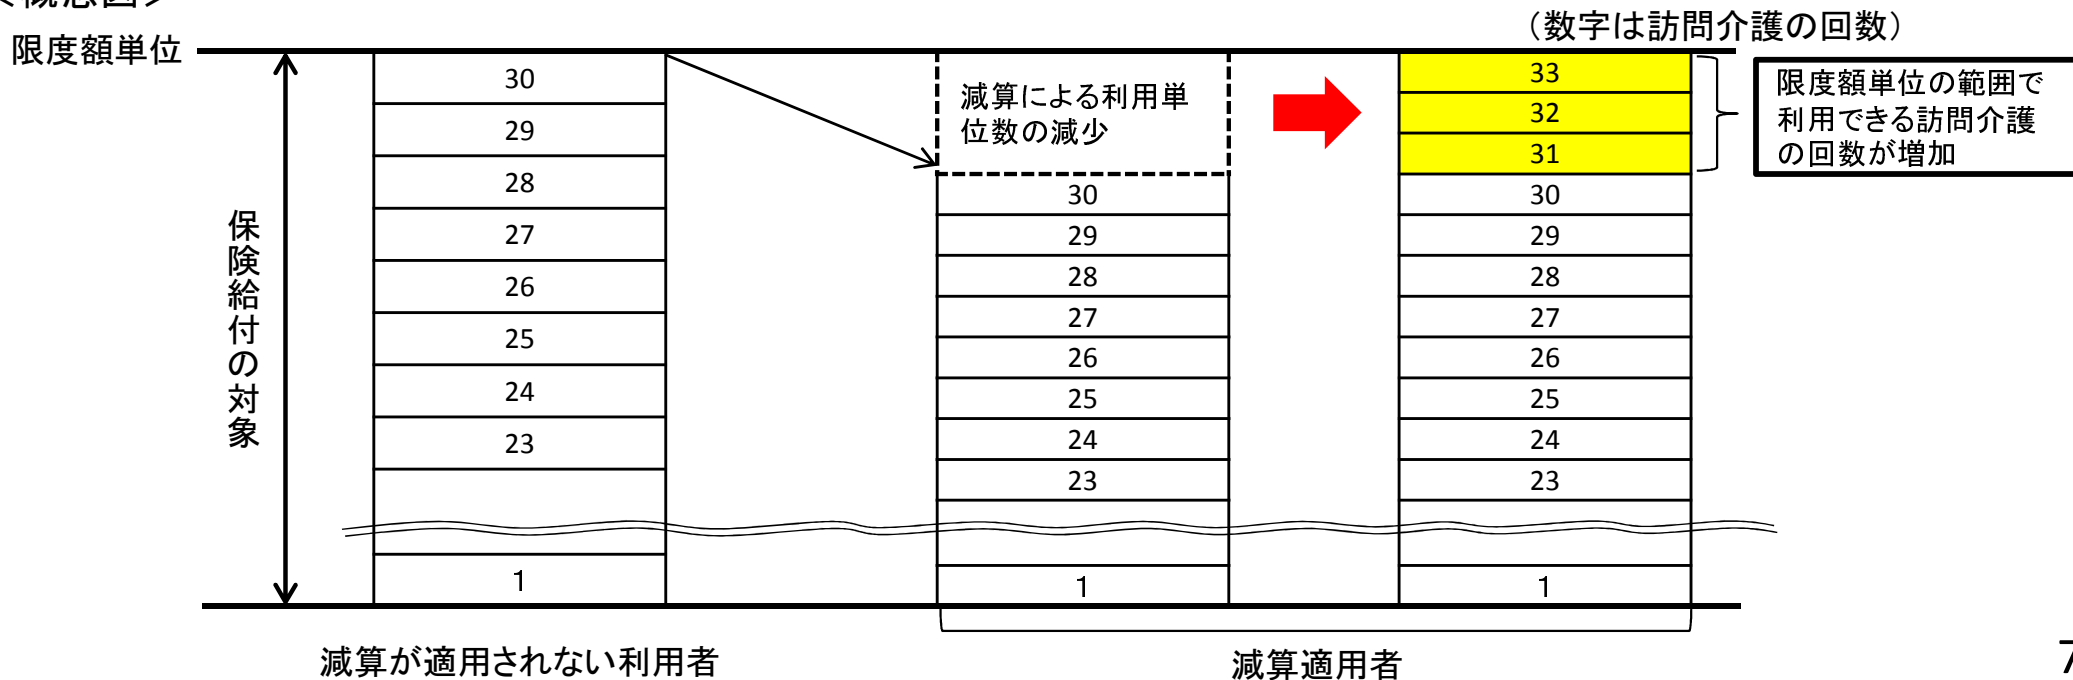 <概念図>
(数字は訪問介護の回数)
限度額単位
保険給付の対象
30
29
28
27
26
25
24
23
1
減算による利用単
位数の減少
30
29
28
27
26
25
24
23
1
33
32
31
30
29
28
27
26
25
24
23
1
限度額単位の範囲で
利用できる訪問介護
の回数が増加
減算が適用されない利用者
減算適用者
7